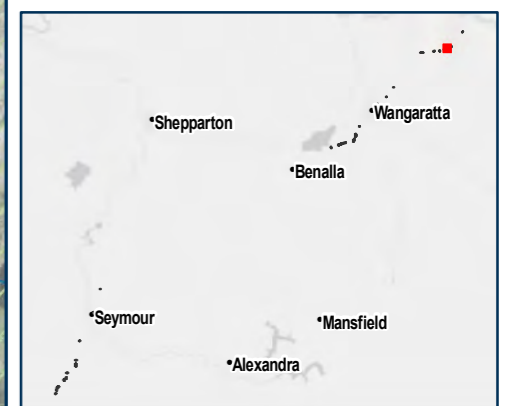 Wangaratta
Shepparton
Benalla
Seymour
Mansfield
Alexandra